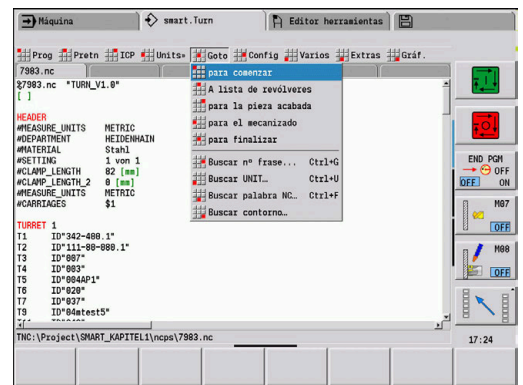 Máquina
smart.Turn
Editor herramientas
Prog Pretn ICP Units» Goto Config Varios Extras Gráf.
7983.nc
%7983.nc "TURN_V1.0"
[ ]
HEADER
#MEASURE_UNITS METRIC
#DEPARTMENT HEIDENHAIN
#MATERIAL Stahl
#SETTING 1 von 1
#CLAMP_LENGTH 82 [mm]
#CLAMP_LENGTH_2 0 [mm]
#MEASURE_UNITS METRIC
#CARRIAGES $1
TURRET 1
T1 ID"342-400.1"
T2 ID"111-80-080.1"
T3 ID"007"
T4 ID"003"
T5 ID"004AP1"
T6 ID"020"
T7 ID"037"
T9 ID"04mtest5"
para comenzar
A lista de revólveres
para la pieza acabada
para el mecanizado
para finalizar
Buscar nº frase... Ctrl+G
Buscar UNIT… Ctrl+U
Buscar palabra NC… Ctrl+F
Buscar contorno…
TNC:\Project\SMART_KAPITEL1\ncps\7983.nc
END PGM
OFF
OFF ON
M07
OFF
M08
OFF
17:24